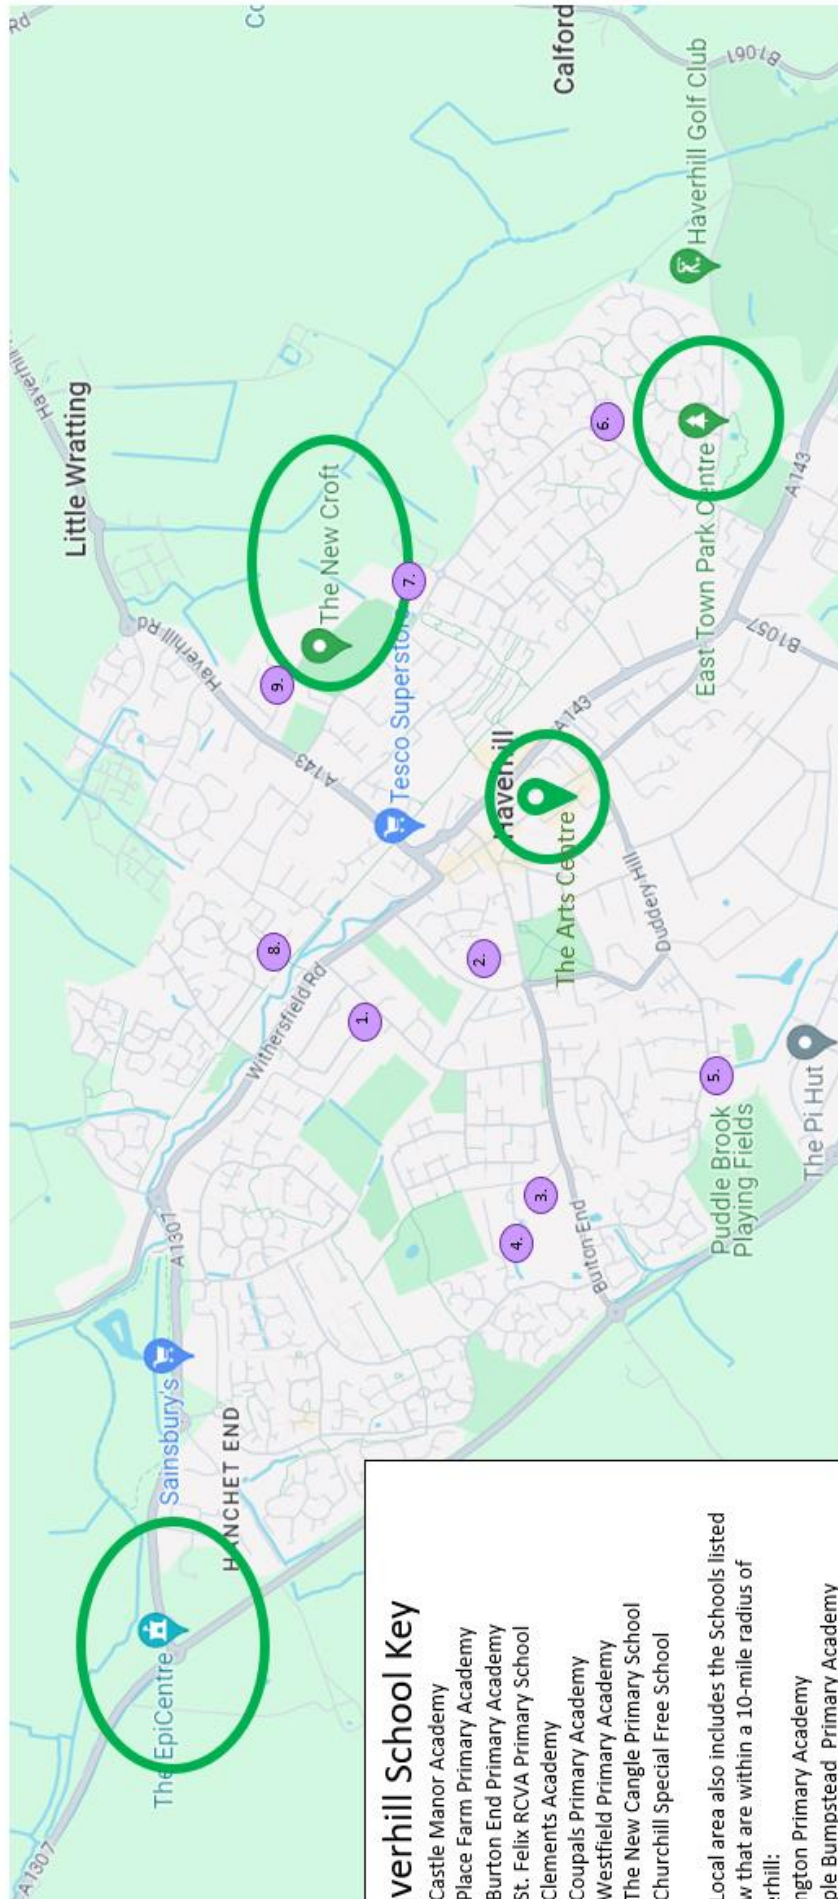 A1307
The EpiCentre
Sainsbury's
HANCHET END
A1307
Withersfield Rd
8.
1.
2.
3.
4.
Burton End
5.
Puddle Brook
Playing Fields
The Pi Hut
Duddery Hill
The Arts Centre
Haverhill
Tesco Superstore
A143
Haverhill Rd
9.
The New Croft
7.
Little Wratting
Haverhill
Rd
Co
6.
A143
B1057
A143
East Town Park Centre
Haverhill Golf Club
B1061
Calford
verhill School Key
Castle Manor Academy
Place Farm Primary Academy
Burton End Primary Academy
St. Felix RCVA Primary School
Clements Academy
Coupals Primary Academy
Westfield Primary Academy
The New Cangle Primary School
Churchill Special Free School
Local area also includes the Schools listed
w that are within a 10-mile radius of
erhill:
ngton Primary Academy
ple Bumpstead Primary Academy